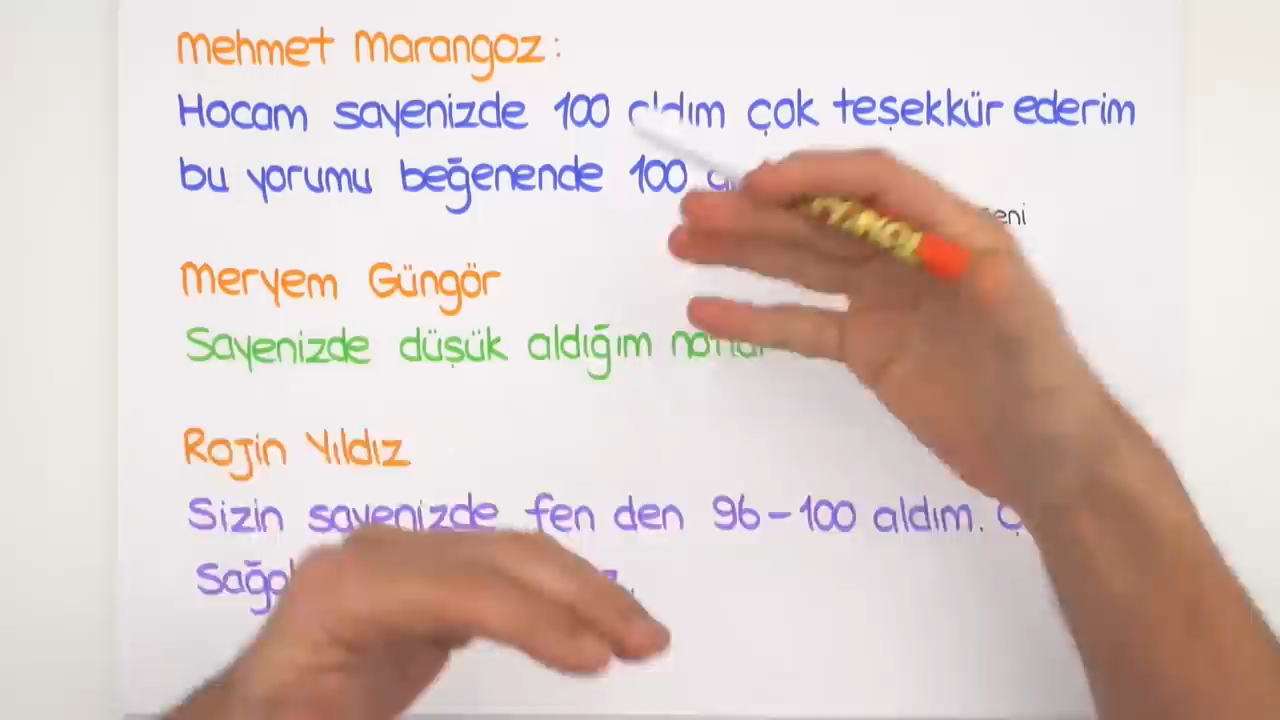 Mehmet Marangoz:
Hocam sayenizde 100 aldım çok teşekkür ederim
bu yorumu beğenende 100
Meryem Güngör
Sayenizde düşük aldığım
Rojin Yıldız
Sizin sayenizde fen den 96-100 aldım.